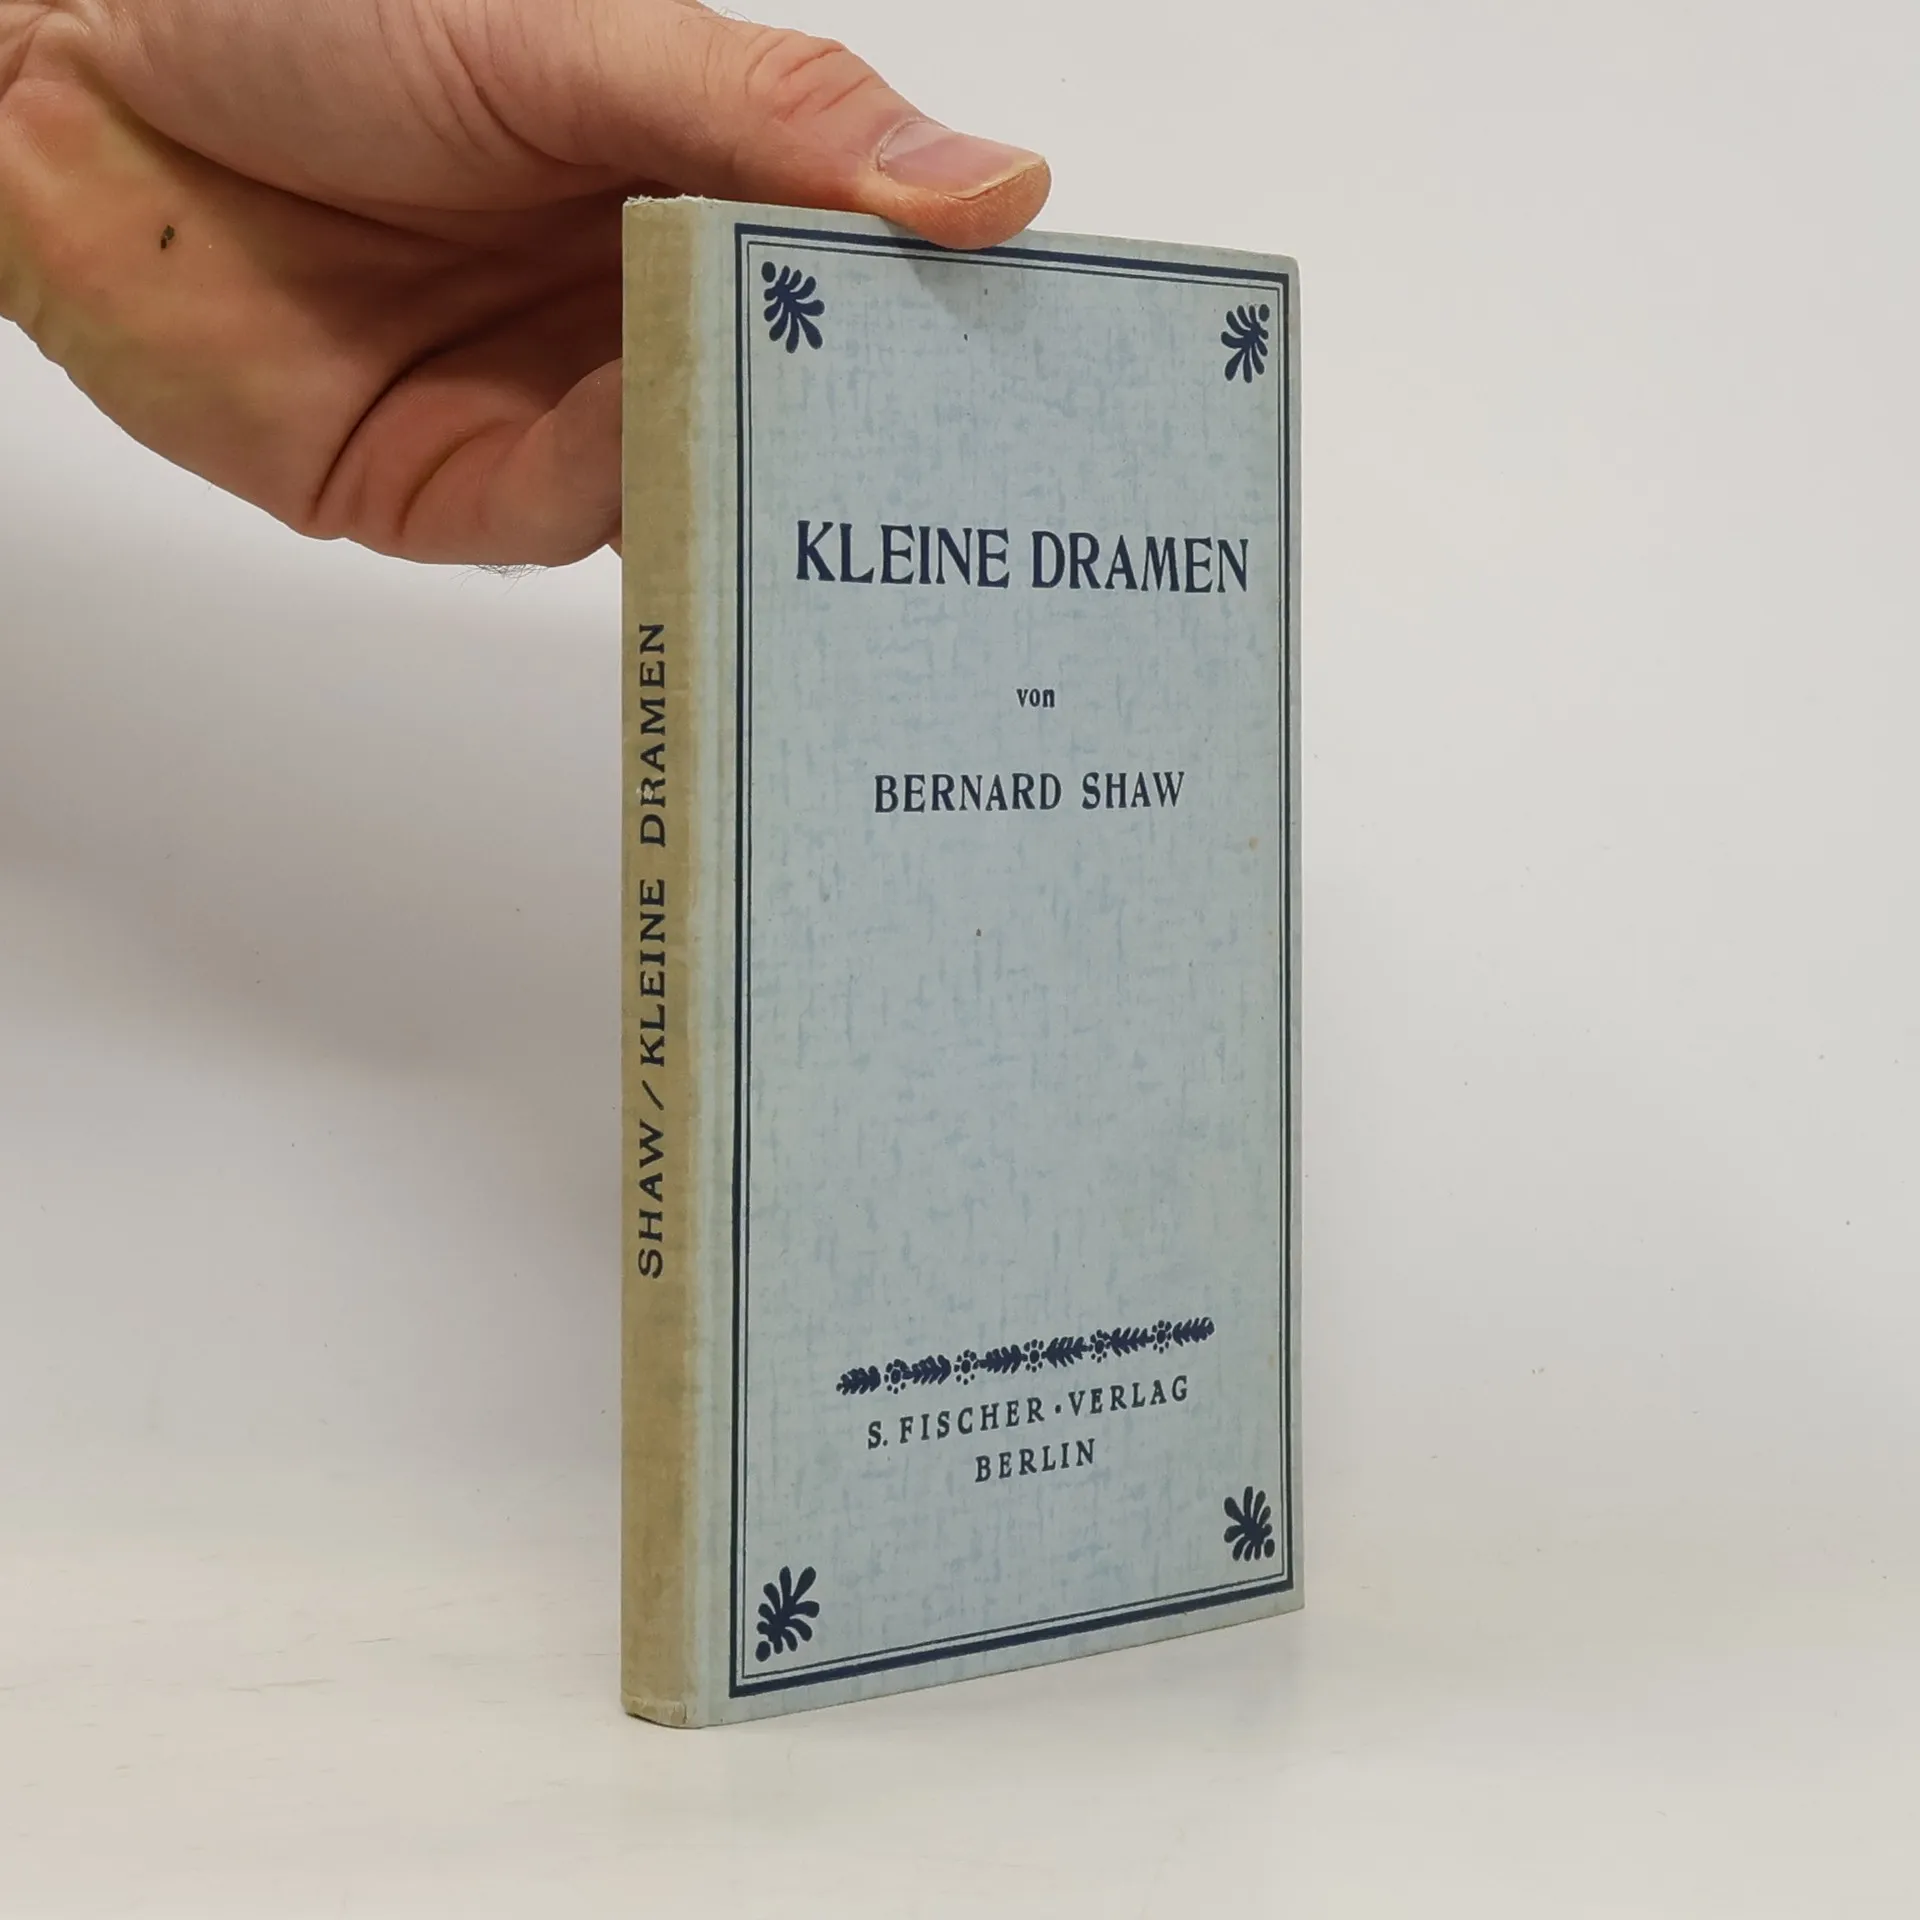 KLEINE DRAMEN
von
BERNARD SHAW
S. FISCHER · VERLAG
BERLIN
SHAW / KLEINE DRAMEN